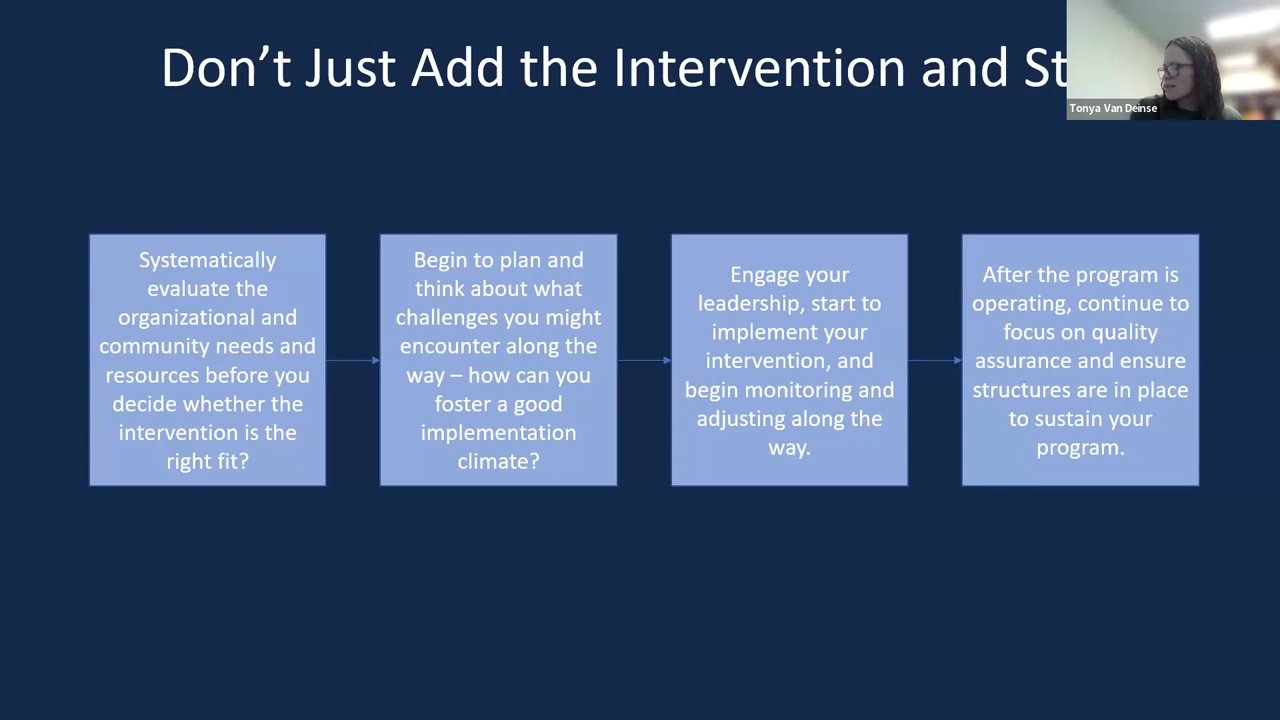 Don’t Just Add the Intervention and
Tonya Van Deinse
Systematically
evaluate the
organizational and
community needs and
resources before you
decide whether the
intervention is the
right fit?
Begin to plan and
think about what
challenges you might
encounter along the
way – how can you
foster a good
implementation
climate?
Engage your
leadership, start to
implement your
intervention, and
begin monitoring and
adjusting along the
way.
After the program is
operating, continue to
focus on quality
assurance and ensure
structures are in place
to sustain your
program.